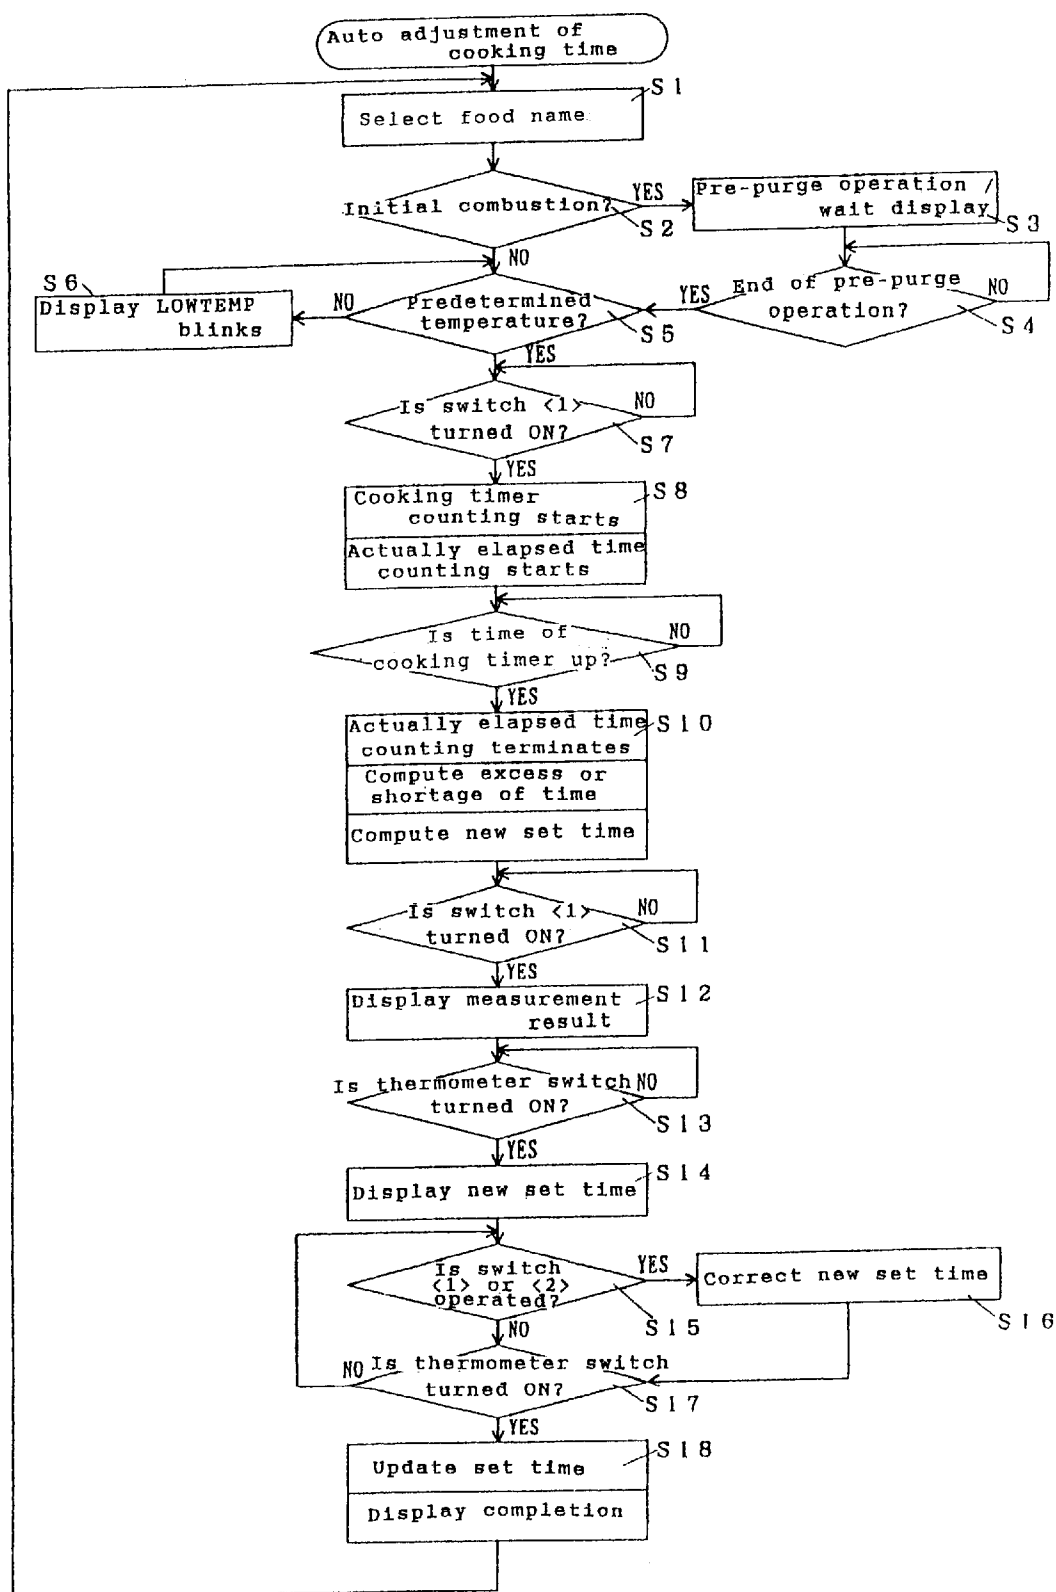 Auto adjustment of
cooking time
S1
Select food name
Initial combustion?
YES
S2
NO
Pre-purge operation /
wait display
S3
End of pre-purge
operation?
NO
YES
S4
S6
Display LOWTEMP
blinks
NO
Predetermined
temperature?
S5
YES
Is switch <1>
turned ON?
NO
S7
YES
S8
Cooking timer
counting starts
Actually elapsed time
counting starts
Is time of
cooking timer up?
NO
S9
YES
S10
Actually elapsed time
counting terminates
Compute excess or
shortage of time
Compute new set time
Is switch <1>
turned ON?
NO
S11
YES
S12
Display measurement
result
Is thermometer switch
turned ON?
NO
S13
YES
S14
Display new set time
Is switch
<1> or <2>
operated?
YES
S15
NO
Correct new set time
S16
NO
Is thermometer switch
turned ON?
S17
YES
S18
Update set time
Display completion